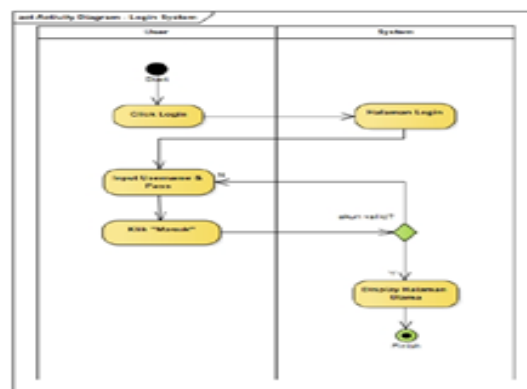 act Activity Diagram - Login System
User
System
Start
Click Login
Halaman Login
Input Username &
Pass
N
Klik "Masuk"
akun valid?
Y
Display Halaman
Utama
Finish